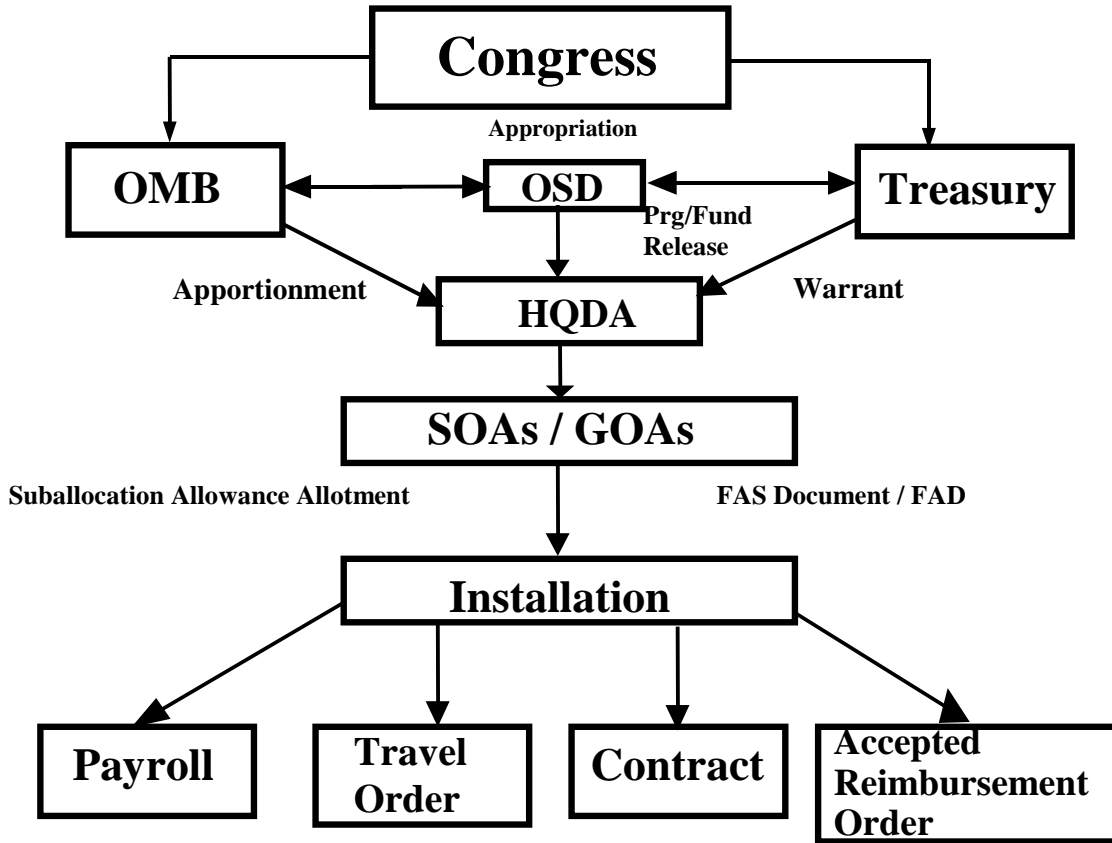 Congress
Appropriation
OMB
OSD
Treasury
Prg/Fund
Release
Apportionment
Warrant
HQDA
SOAs / GOAs
Suballocation Allowance Allotment
FAS Document / FAD
Installation
Payroll
Travel
Order
Contract
Accepted
Reimbursement
Order